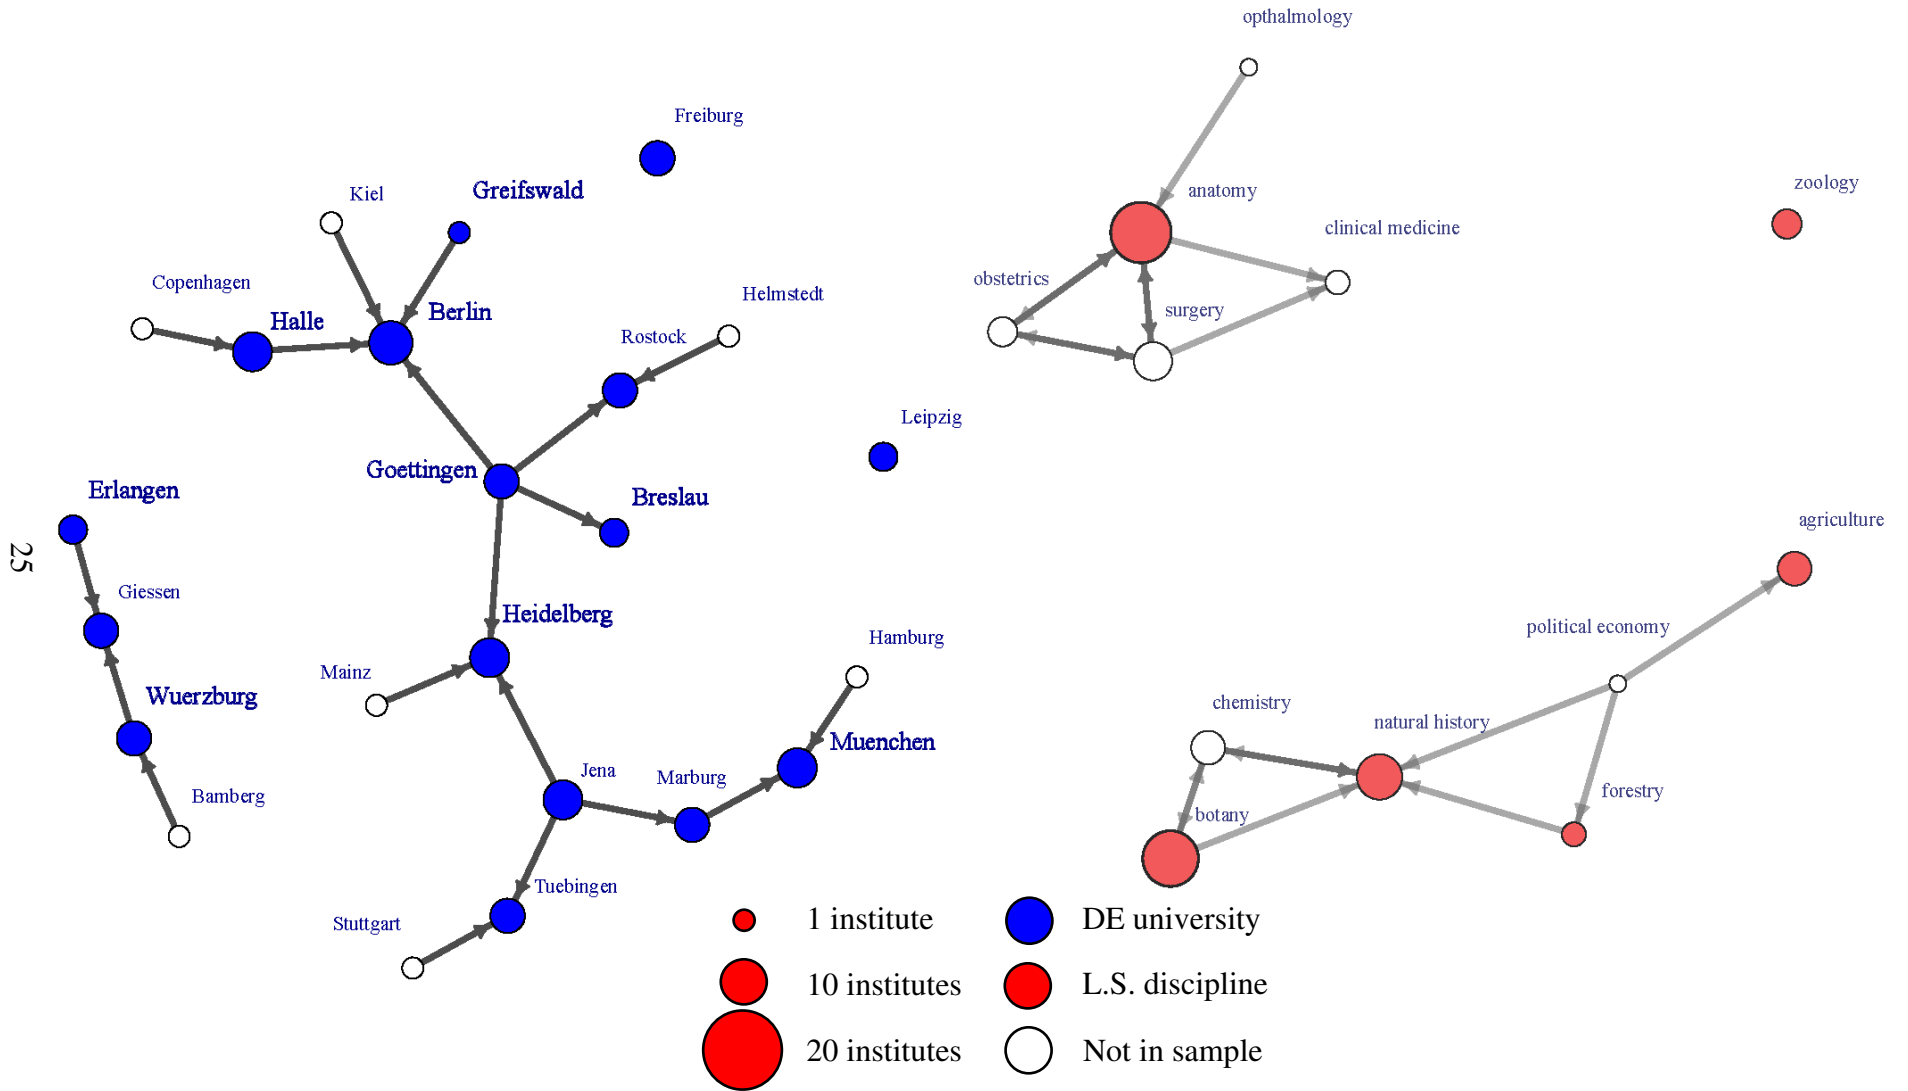 opthalmology
Freiburg
zoology
Kiel
Greifswald
anatomy
clinical medicine
Copenhagen
obstetrics
Helmstedt
Halle
Berlin
surgery
Rostock
Leipzig
Goettingen
Erlangen
Breslau
agriculture
25
Giessen
Heidelberg
political economy
Hamburg
Mainz
Wuerzburg
chemistry
natural history
Muenchen
Jena
Marburg
Bamberg
forestry
botany
Tuebingen
Stuttgart
1 institute
DE university
10 institutes
L.S. discipline
20 institutes
Not in sample